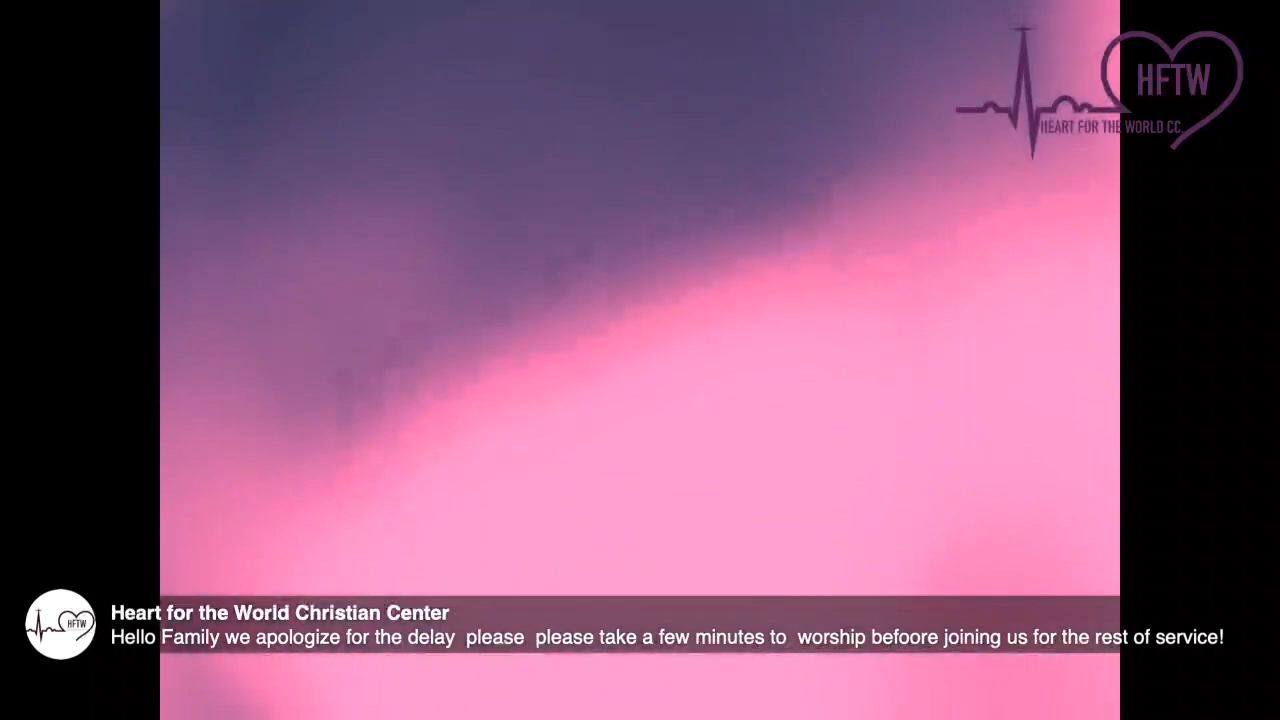 HFTW
HEART FOR THE WORLD CC.
HFTW
Heart for the World Christian Center
Hello Family we apologize for the delay  please  please take a few minutes to  worship befoore joining us for the rest of service!